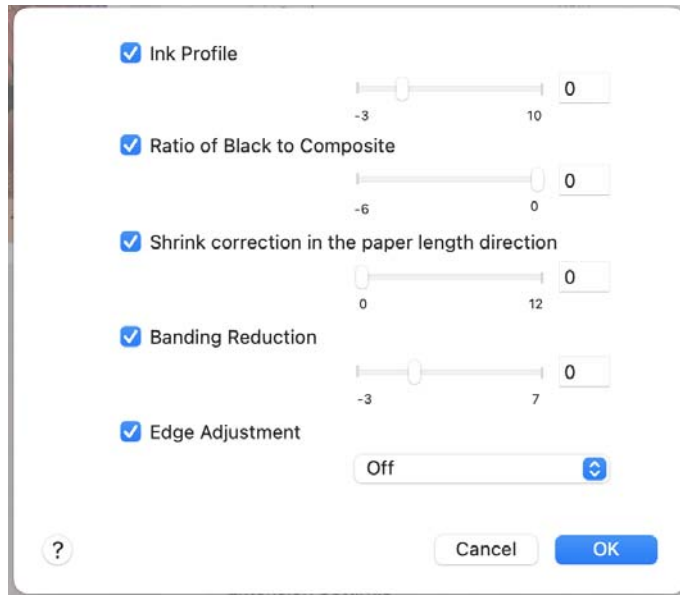 Ink Profile
0
-3 10
Ratio of Black to Composite
0
-6 0
Shrink correction in the paper length direction
0
0 12
Banding Reduction
0
-3 7
Edge Adjustment
Off
? Cancel OK